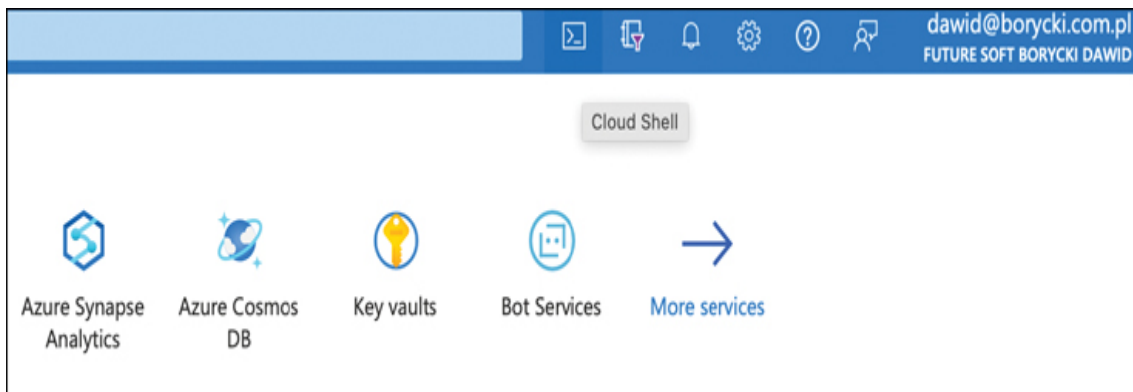 dawid@borycki.com.pl
FUTURE SOFT BORYCKI DAWID
Cloud Shell
Azure Synapse
Analytics
Azure Cosmos
DB
Key vaults
Bot Services
More services